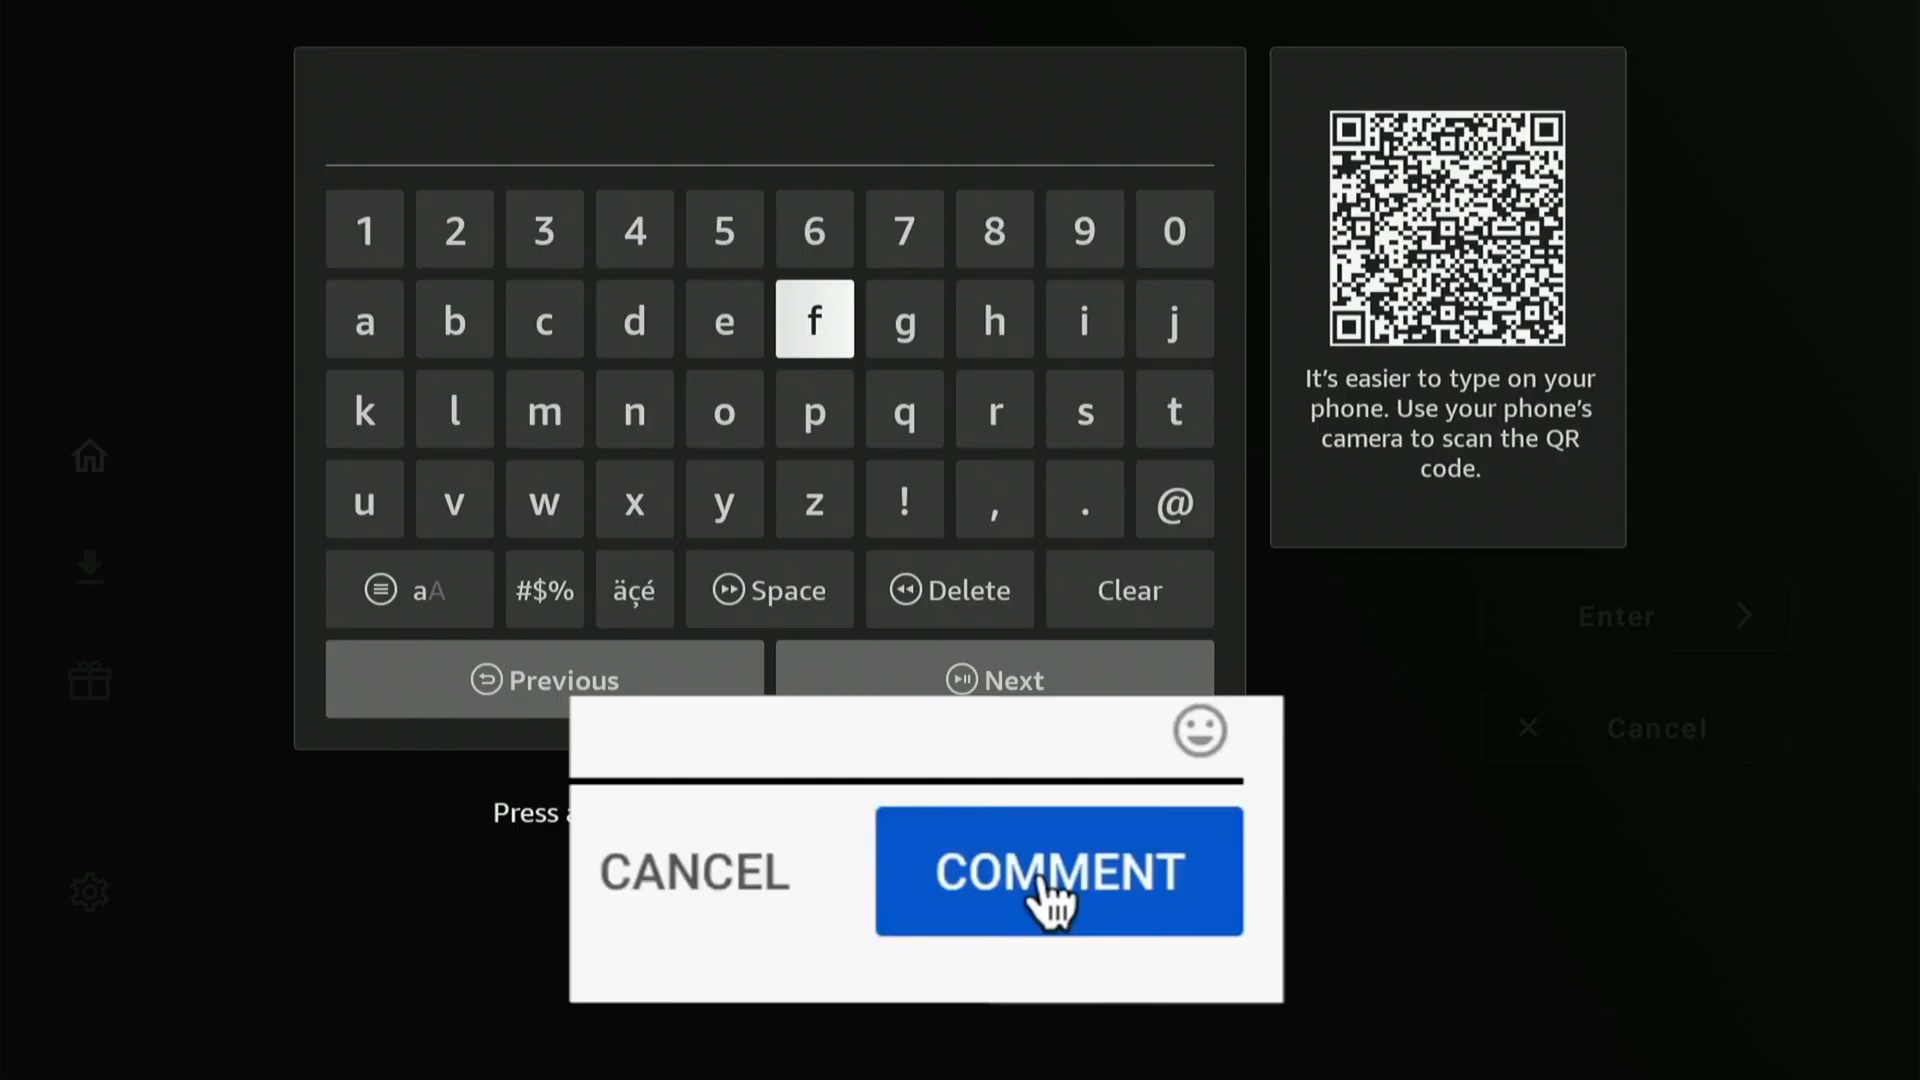 1 2 3 4 5 6 7 8 9 0
a b c d e f g h i j
k l m n o p q r s t
u v w x y z ! , . @
aA #$% äçé Space Delete Clear
Previous Next
It's easier to type on your
phone. Use your phone's
camera to scan the QR
code.
Enter
Cancel
Press
CANCEL COMMENT